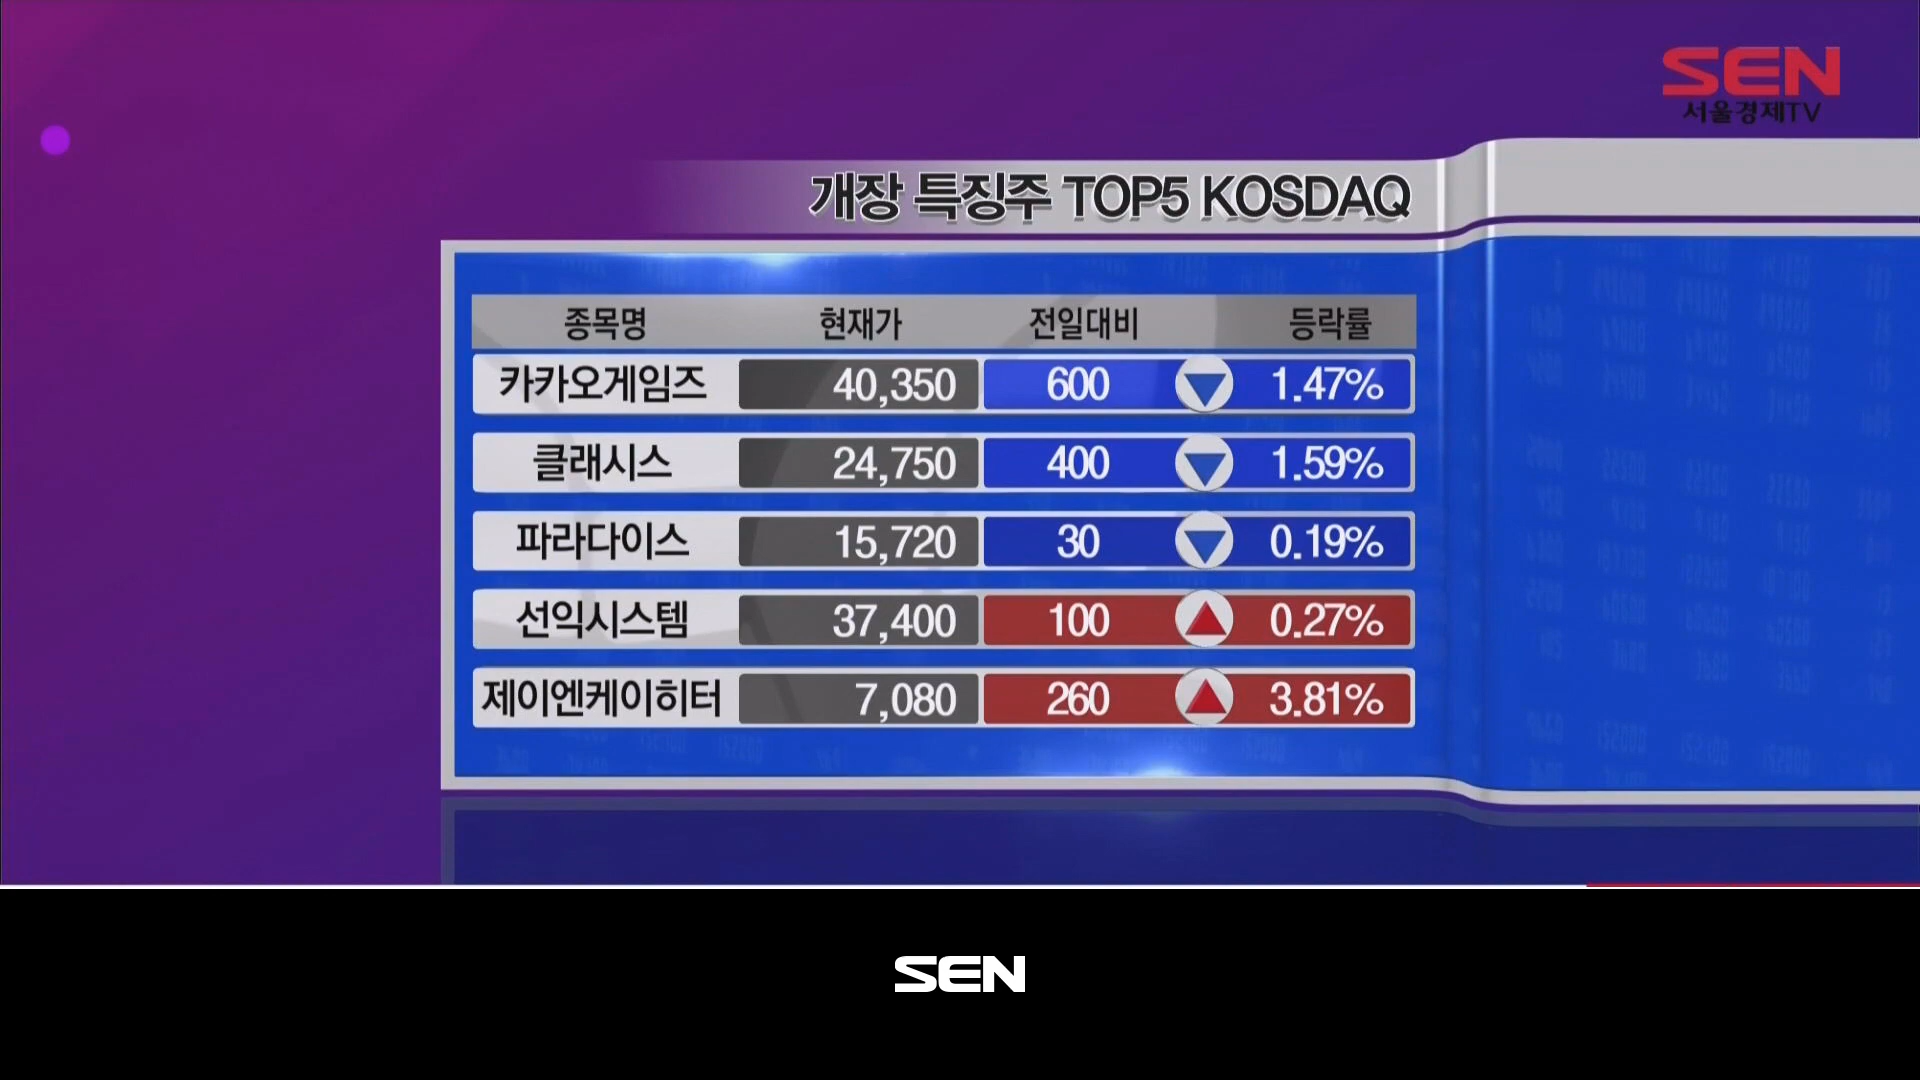 SEN
서울경제TV
개장 특징주 TOP5 KOSDAQ
종목명 현재가 전일대비 등락률
카카오게임즈 40,350 600 ▼ 1.47%
클래시스 24,750 400 ▼ 1.59%
파라다이스 15,720 30 ▼ 0.19%
선익시스템 37,400 100 ▲ 0.27%
제이엔케이히터 7,080 260 ▲ 3.81%
SEN